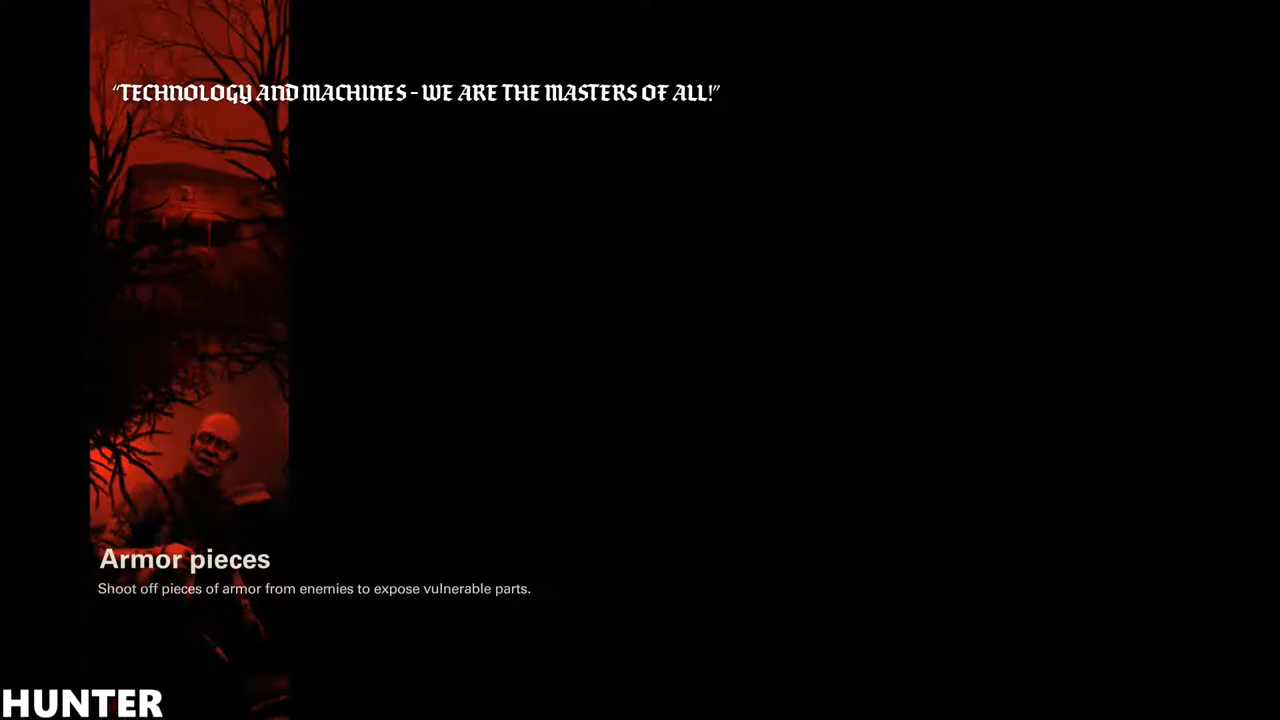 “TECHNOLOGY AND MACHINES - WE ARE THE MASTERS OF ALL!”
Armor pieces
Shoot off pieces of armor from enemies to expose vulnerable parts.
HUNTER